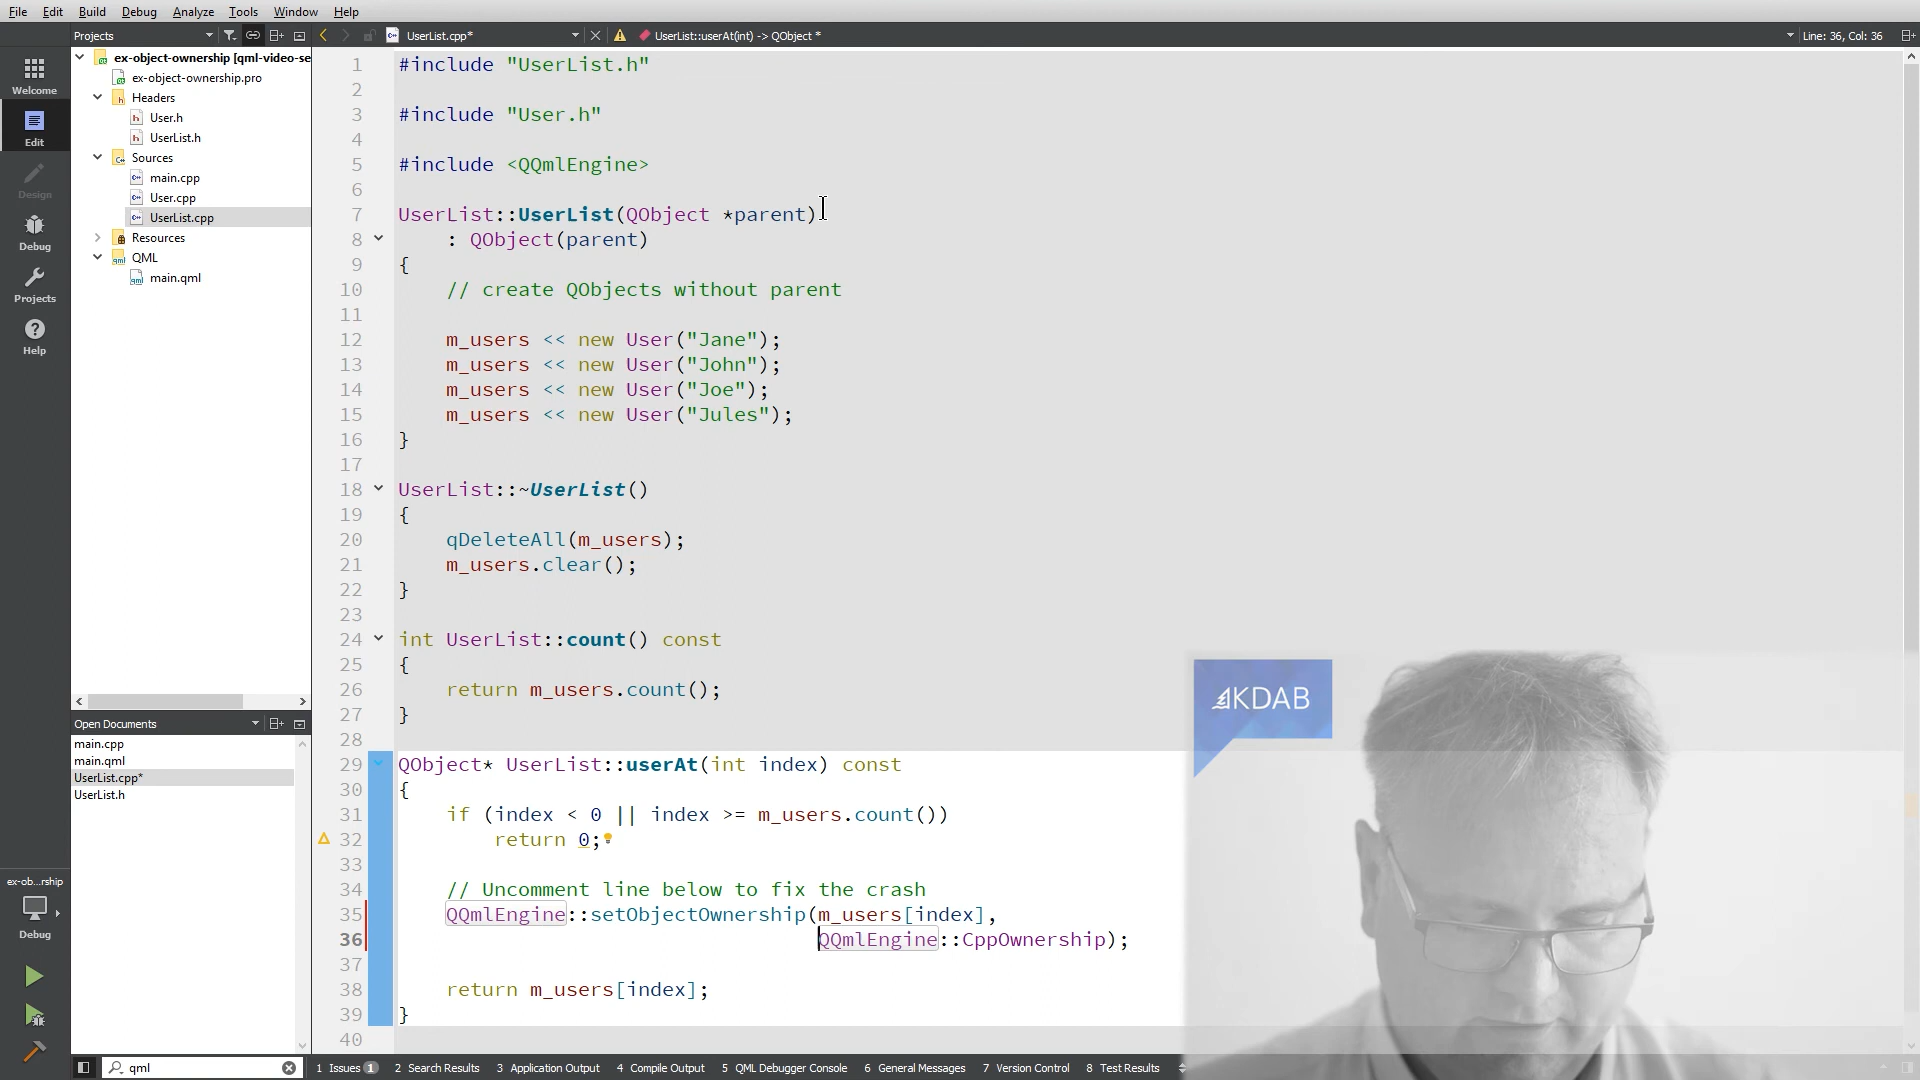 File Edit Build Debug Analyze Tools Window Help
Projects
UserList.cpp*
UserList::userAt(int) -> QObject *
Line: 36, Col: 36
Welcome
Edit
Design
Debug
Projects
Help
ex-object-ownership [qml-video-se
ex-object-ownership.pro
Headers
User.h
UserList.h
Sources
main.cpp
User.cpp
UserList.cpp
Resources
QML
main.qml
Open Documents
main.cpp
main.qml
UserList.cpp*
UserList.h
ex-ob...rship
Debug
1 #include "UserList.h"
2
3 #include "User.h"
4
5 #include <QQmlEngine>
6
7 UserList::UserList(QObject *parent)
8 : QObject(parent)
9 {
10 // create QObjects without parent
11
12 m_users << new User("Jane");
13 m_users << new User("John");
14 m_users << new User("Joe");
15 m_users << new User("Jules");
16 }
17
18 UserList::~UserList()
19 {
20 qDeleteAll(m_users);
21 m_users.clear();
22 }
23
24 int UserList::count() const
25 {
26 return m_users.count();
27 }
28
29 QObject* UserList::userAt(int index) const
30 {
31 if (index < 0 || index >= m_users.count())
32 return 0;
33
34 // Uncomment line below to fix the crash
35 QQmlEngine::setObjectOwnership(m_users[index],
36 QQmlEngine::CppOwnership);
37
38 return m_users[index];
39 }
40
KDAB
qml
1 Issues 1 2 Search Results 3 Application Output 4 Compile Output 5 QML Debugger Console 6 General Messages 7 Version Control 8 Test Results